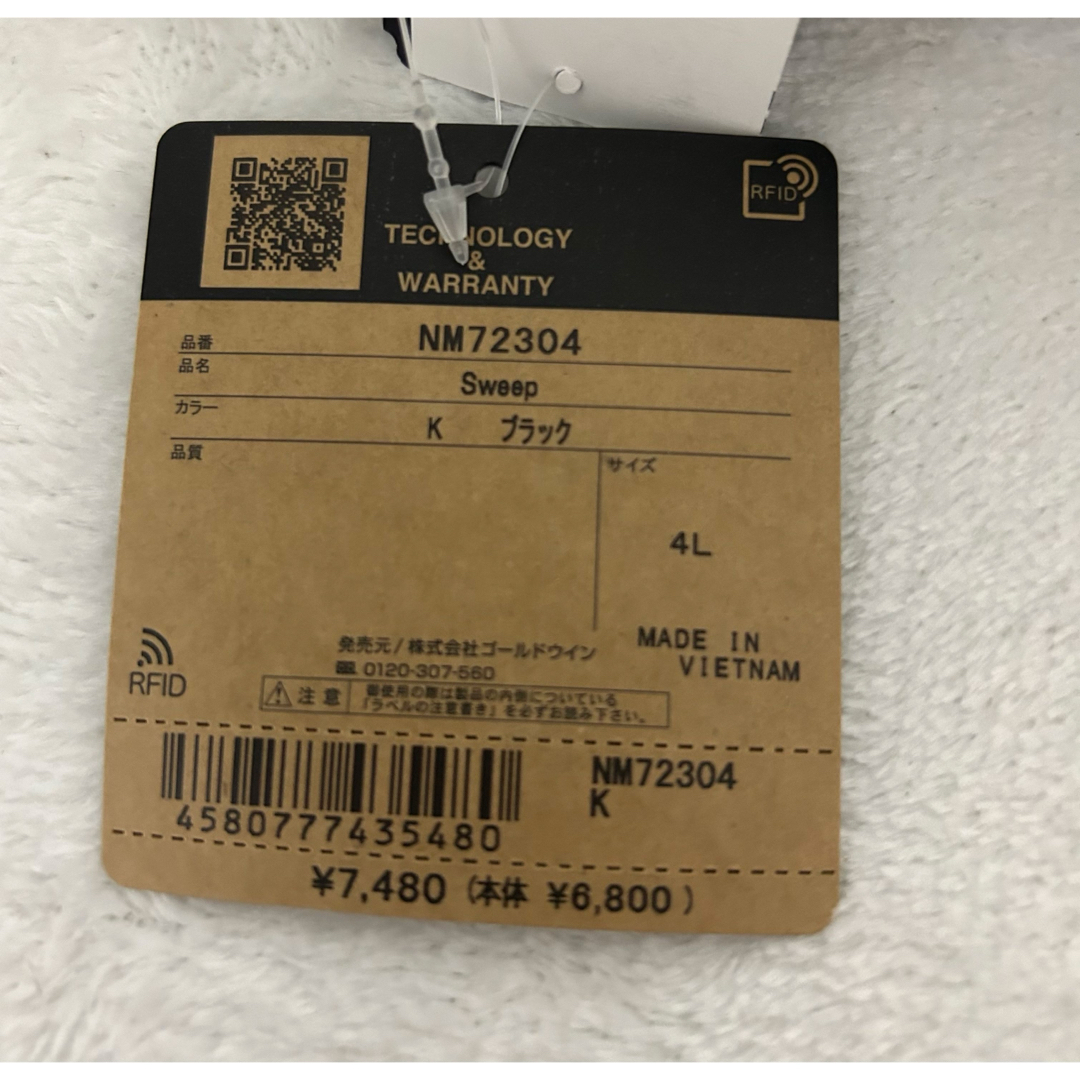 RFID
TECHNOLOGY
&
WARRANTY
品番 NM72304
品名 Sweep
カラー K ブラック
品質
サイズ
4L
MADE IN
VIETNAM
発売元/株式会社ゴールドウイン
0120-307-560
RFID
注意
御使用の際は製品の内側についている
「ラベルの注意書き」を必ずお読み下さい。
NM72304
K
4580777435480
¥7,480 (本体 ¥6,800)